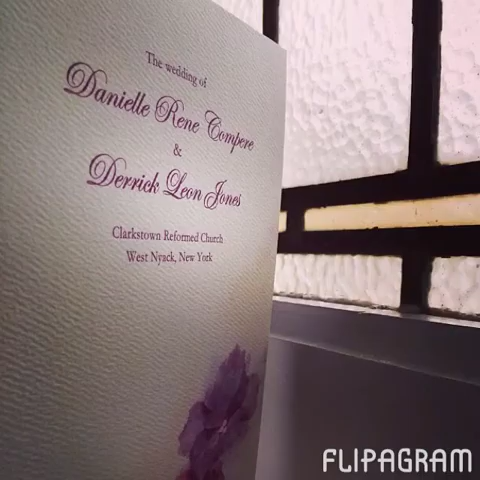 The wedding of
Danielle Rene Compere
&
Derrick Leon Jones
Clarkstown Reformed Church
West Nyack, New York
FLIPAGRAM